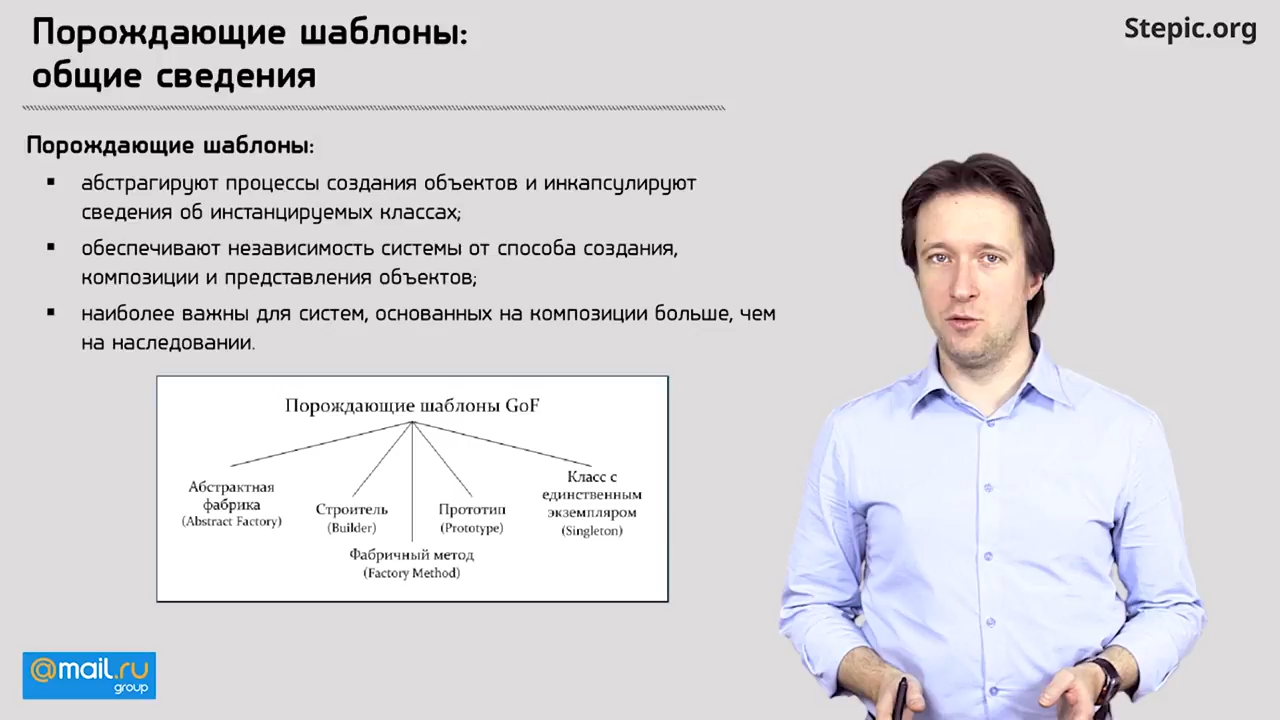 Порождающие шаблоны:
общие сведения
Stepic.org
Порождающие шаблоны:
▪ абстрагируют процессы создания объектов и инкапсулируют
сведения об инстанцируемых классах;
▪ обеспечивают независимость системы от способа создания,
композиции и представления объектов;
▪ наиболее важны для систем, основанных на композиции больше, чем
на наследовании.
Порождающие шаблоны GoF
Абстрактная
фабрика
(Abstract Factory)
Строитель
(Builder)
Фабричный метод
(Factory Method)
Прототип
(Prototype)
Класс с
единственным
экземпляром
(Singleton)
@mail.ru
group